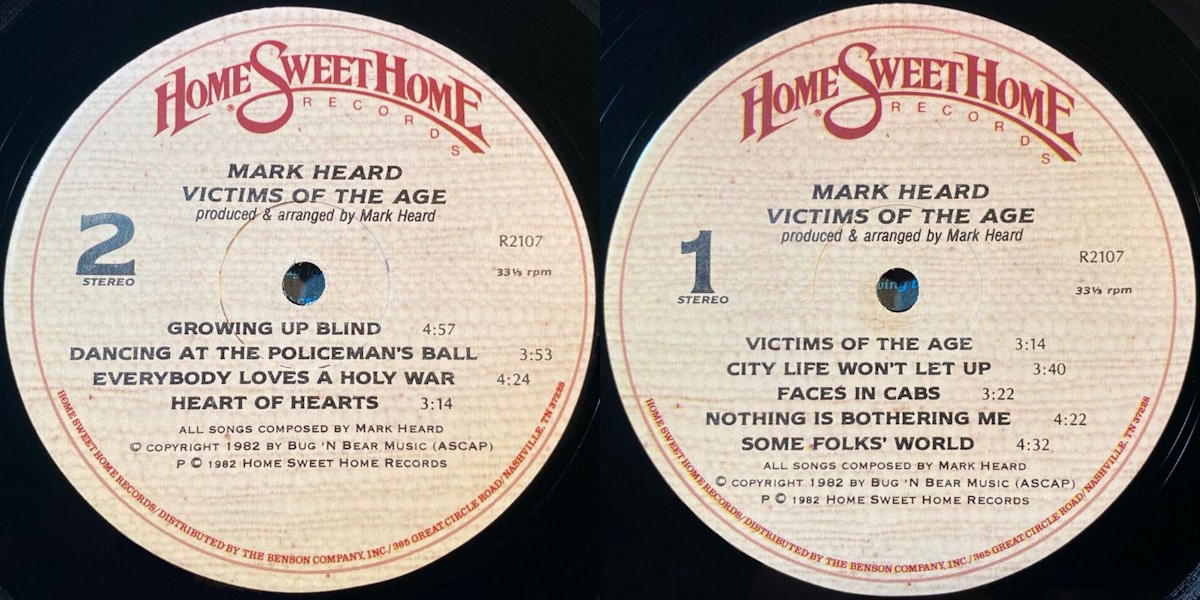 HOME SWEET HOME
®
RECORDS
MARK HEARD
VICTIMS OF THE AGE
produced & arranged by Mark Heard
2
STEREO
R2107
33⅓ rpm
GROWING UP BLIND 4:57
DANCING AT THE POLICEMAN'S BALL 3:53
EVERYBODY LOVES A HOLY WAR 4:24
HEART OF HEARTS 3:14
ALL SONGS COMPOSED BY MARK HEARD
© COPYRIGHT 1982 BY BUG 'N BEAR MUSIC (ASCAP)
P © 1982 HOME SWEET HOME RECORDS
HOME SWEET HOME RECORDS/DISTRIBUTED BY THE BENSON COMPANY, INC./365 GREAT CIRCLE ROAD/NASHVILLE, TN 37228
HOME SWEET HOME
®
RECORDS
MARK HEARD
VICTIMS OF THE AGE
produced & arranged by Mark Heard
1
STEREO
R2107
33⅓ rpm
VICTIMS OF THE AGE 3:14
CITY LIFE WON'T LET UP 3:40
FACES IN CABS 3:22
NOTHING IS BOTHERING ME 4:22
SOME FOLKS' WORLD 4:32
ALL SONGS COMPOSED BY MARK HEARD
© COPYRIGHT 1982 BY BUG 'N BEAR MUSIC (ASCAP)
P © 1982 HOME SWEET HOME RECORDS
HOME SWEET HOME RECORDS/DISTRIBUTED BY THE BENSON COMPANY, INC./365 GREAT CIRCLE ROAD/NASHVILLE, TN 37228